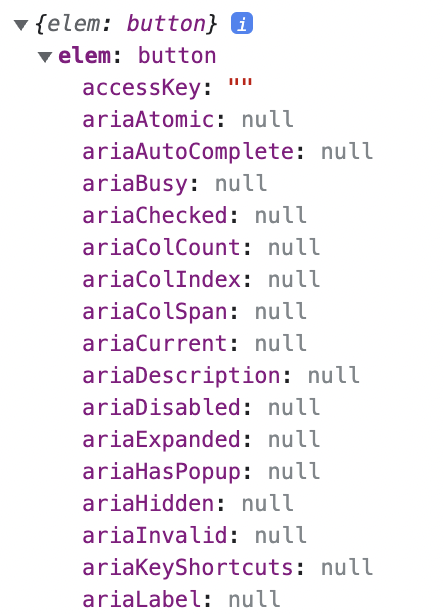 {elem: button} i
elem: button
accessKey: ""
ariaAtomic: null
ariaAutoComplete: null
ariaBusy: null
ariaChecked: null
ariaColCount: null
ariaColIndex: null
ariaColSpan: null
ariaCurrent: null
ariaDescription: null
ariaDisabled: null
ariaExpanded: null
ariaHasPopup: null
ariaHidden: null
ariaInvalid: null
ariaKeyShortcuts: null
ariaLabel: null